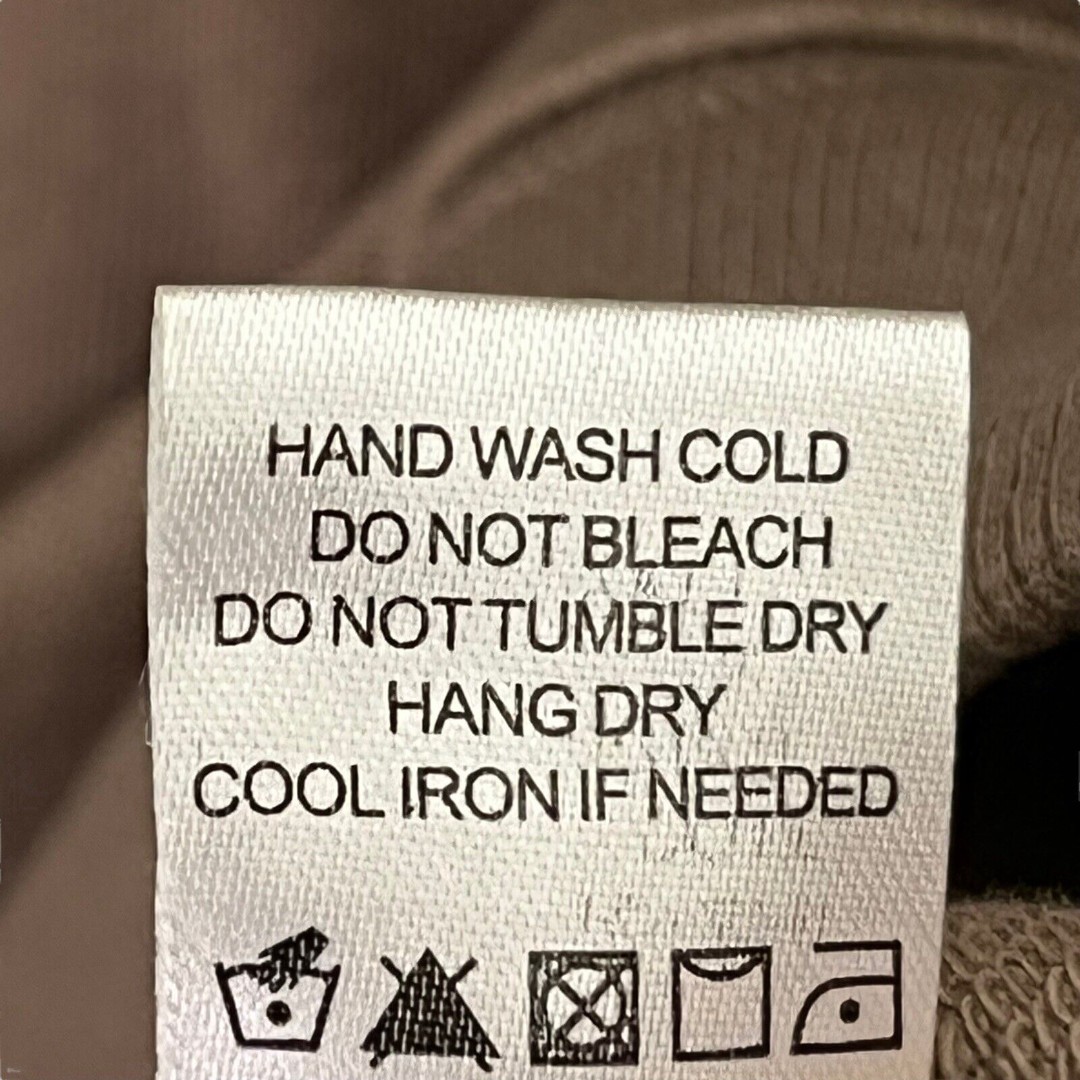 HAND WASH COLD
DO NOT BLEACH
DO NOT TUMBLE DRY
HANG DRY
COOL IRON IF NEEDED